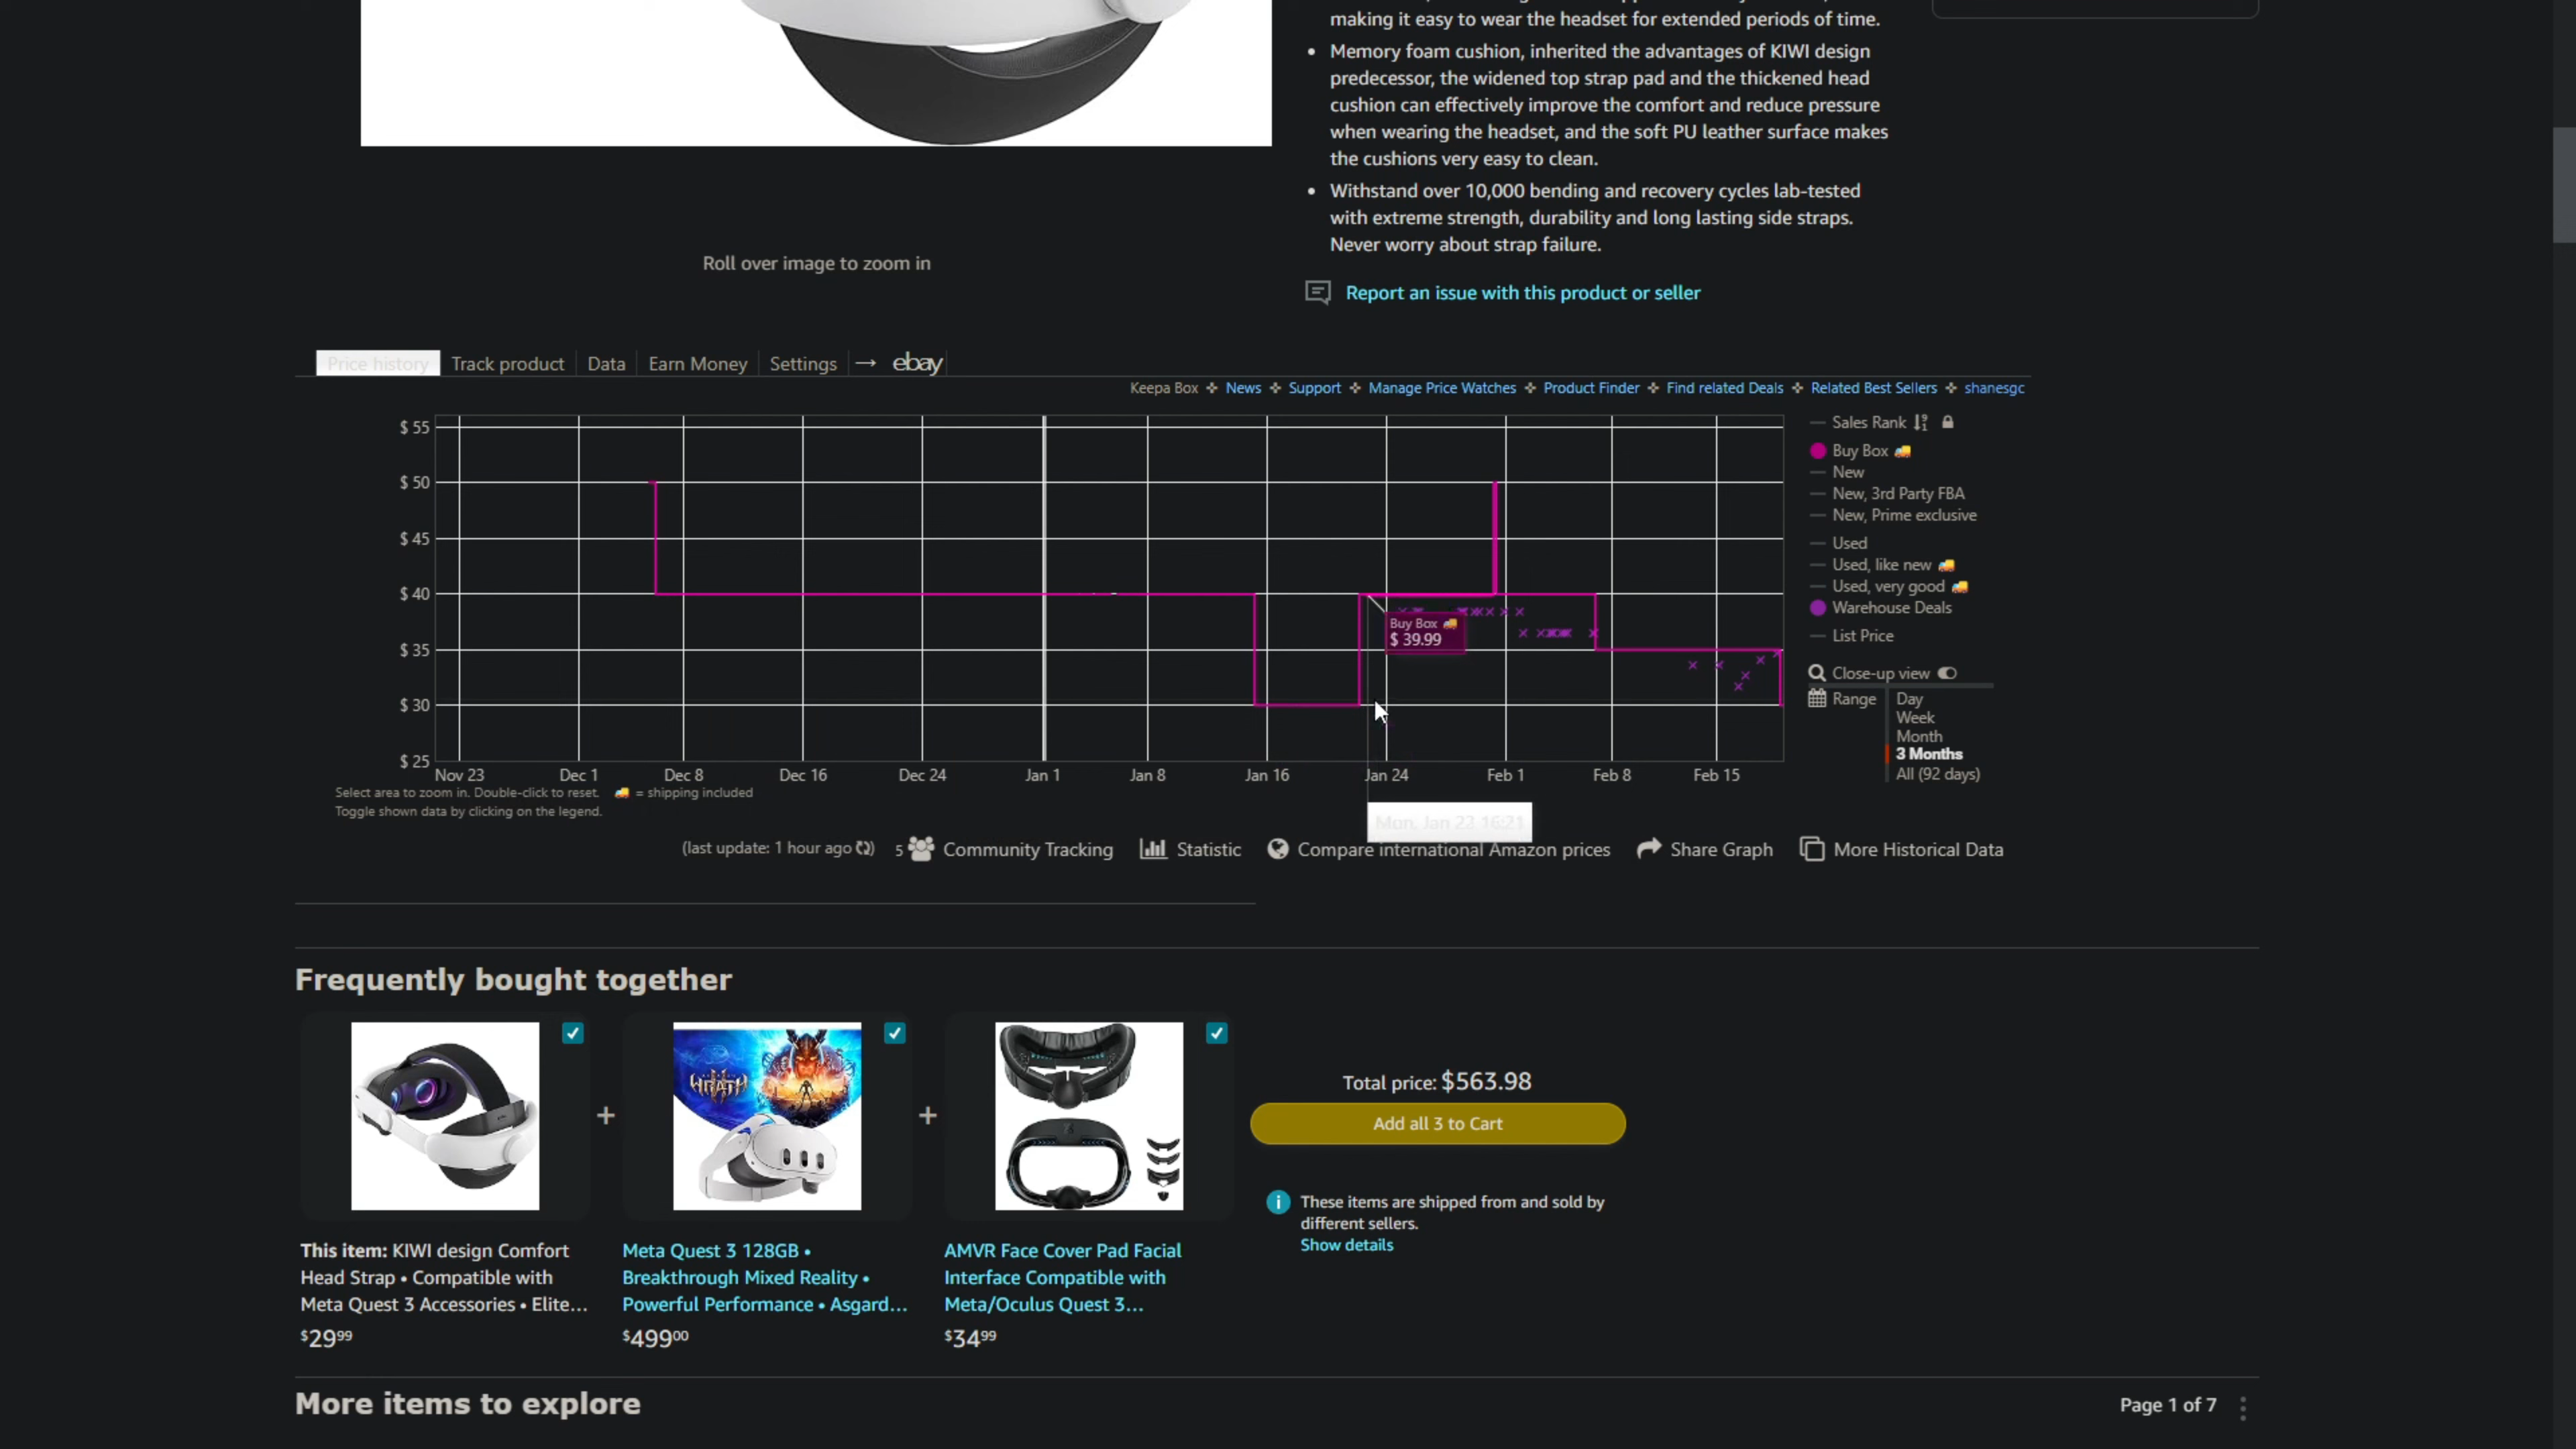 making it easy to wear the headset for extended periods of time.
• Memory foam cushion, inherited the advantages of KIWI design
predecessor, the widened top strap pad and the thickened head
cushion can effectively improve the comfort and reduce pressure
when wearing the headset, and the soft PU leather surface makes
the cushions very easy to clean.
• Withstand over 10,000 bending and recovery cycles lab-tested
with extreme strength, durability and long lasting side straps.
Never worry about strap failure.
Roll over image to zoom in
Report an issue with this product or seller
Price history Track product Data Earn Money Settings → ebay
Keepa Box News Support Manage Price Watches Product Finder Find related Deals Related Best Sellers shanesgc
$ 55
$ 50
$ 45
$ 40
$ 35
$ 30
$ 25
Buy Box
$ 39.99
Nov 23 Dec 1 Dec 8 Dec 16 Dec 24 Jan 1 Jan 8 Jan 16 Jan 24 Feb 1 Feb 8 Feb 15
Mon, Jan 22 16:21
Sales Rank
Buy Box
New
New, 3rd Party FBA
New, Prime exclusive
Used
Used, like new
Used, very good
Warehouse Deals
List Price
Close-up view
Range
Day
Week
Month
3 Months
All (92 days)
Select area to zoom in. Double-click to reset. = shipping included
Toggle shown data by clicking on the legend.
(last update: 1 hour ago) 5 Community Tracking Statistic Compare international Amazon prices Share Graph More Historical Data
Frequently bought together
WRATH
This item: KIWI design Comfort
Head Strap • Compatible with
Meta Quest 3 Accessories • Elite...
$29⁹⁹
+
Meta Quest 3 128GB •
Breakthrough Mixed Reality •
Powerful Performance • Asgard...
$499⁰⁰
+
AMVR Face Cover Pad Facial
Interface Compatible with
Meta/Oculus Quest 3...
$34⁹⁹
Total price: $563.98
Add all 3 to Cart
These items are shipped from and sold by
different sellers.
Show details
More items to explore
Page 1 of 7